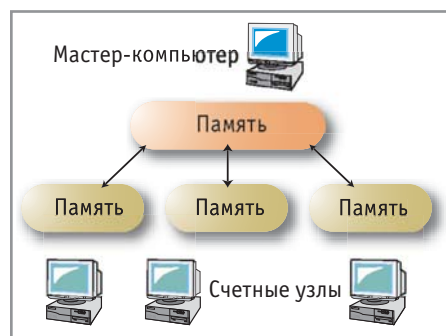 Мастер-компьютер
Память
Память Память Память
Счетные узлы